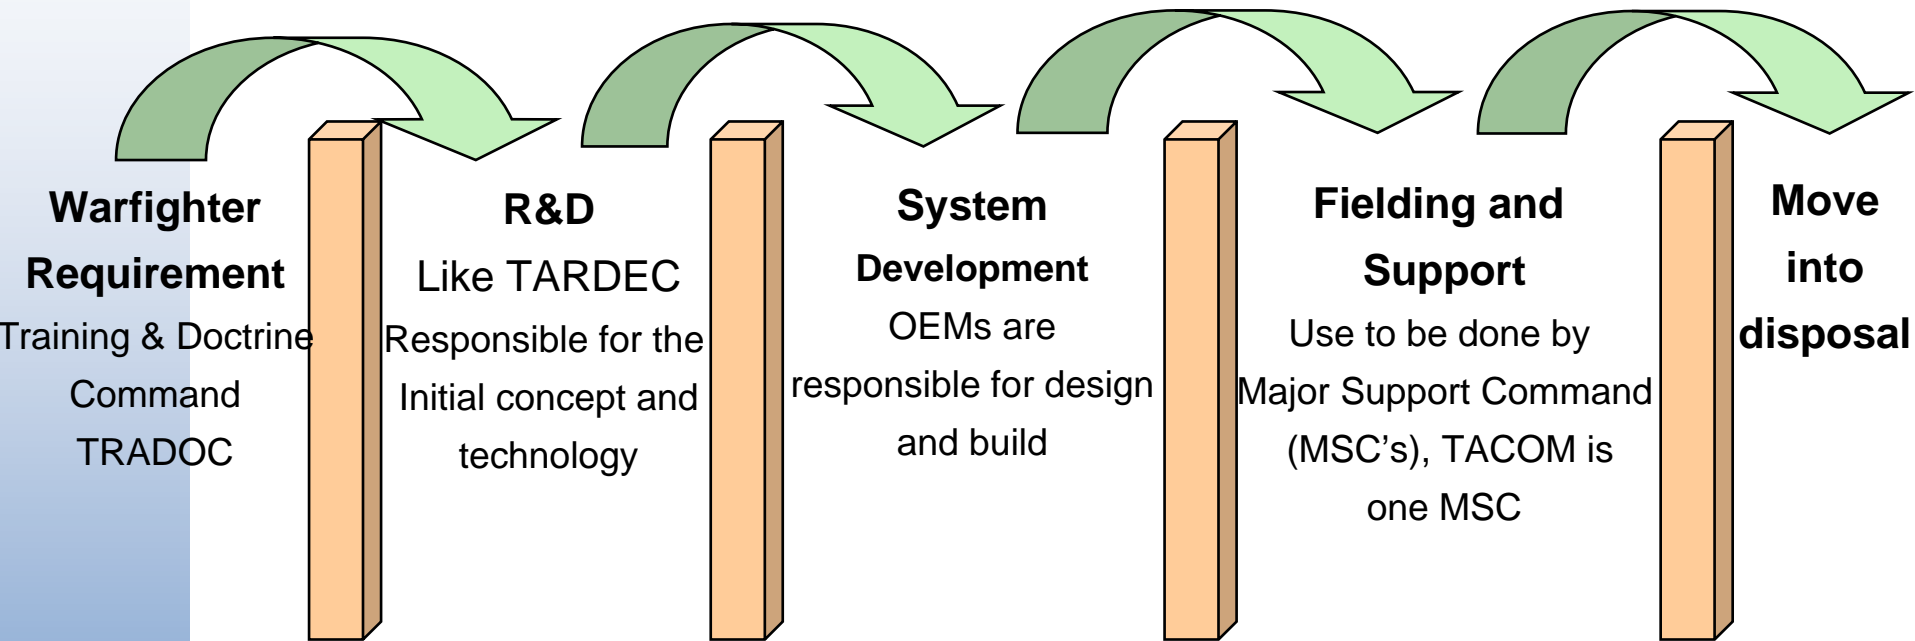 Warfighter
Requirement
Training & Doctrine
Command
TRADOC
R&D
Like TARDEC
Responsible for the
Initial concept and
technology
System
Development
OEMs are
responsible for design
and build
Fielding and
Support
Use to be done by
Major Support Command
(MSC’s), TACOM is
one MSC
Move
into
disposal